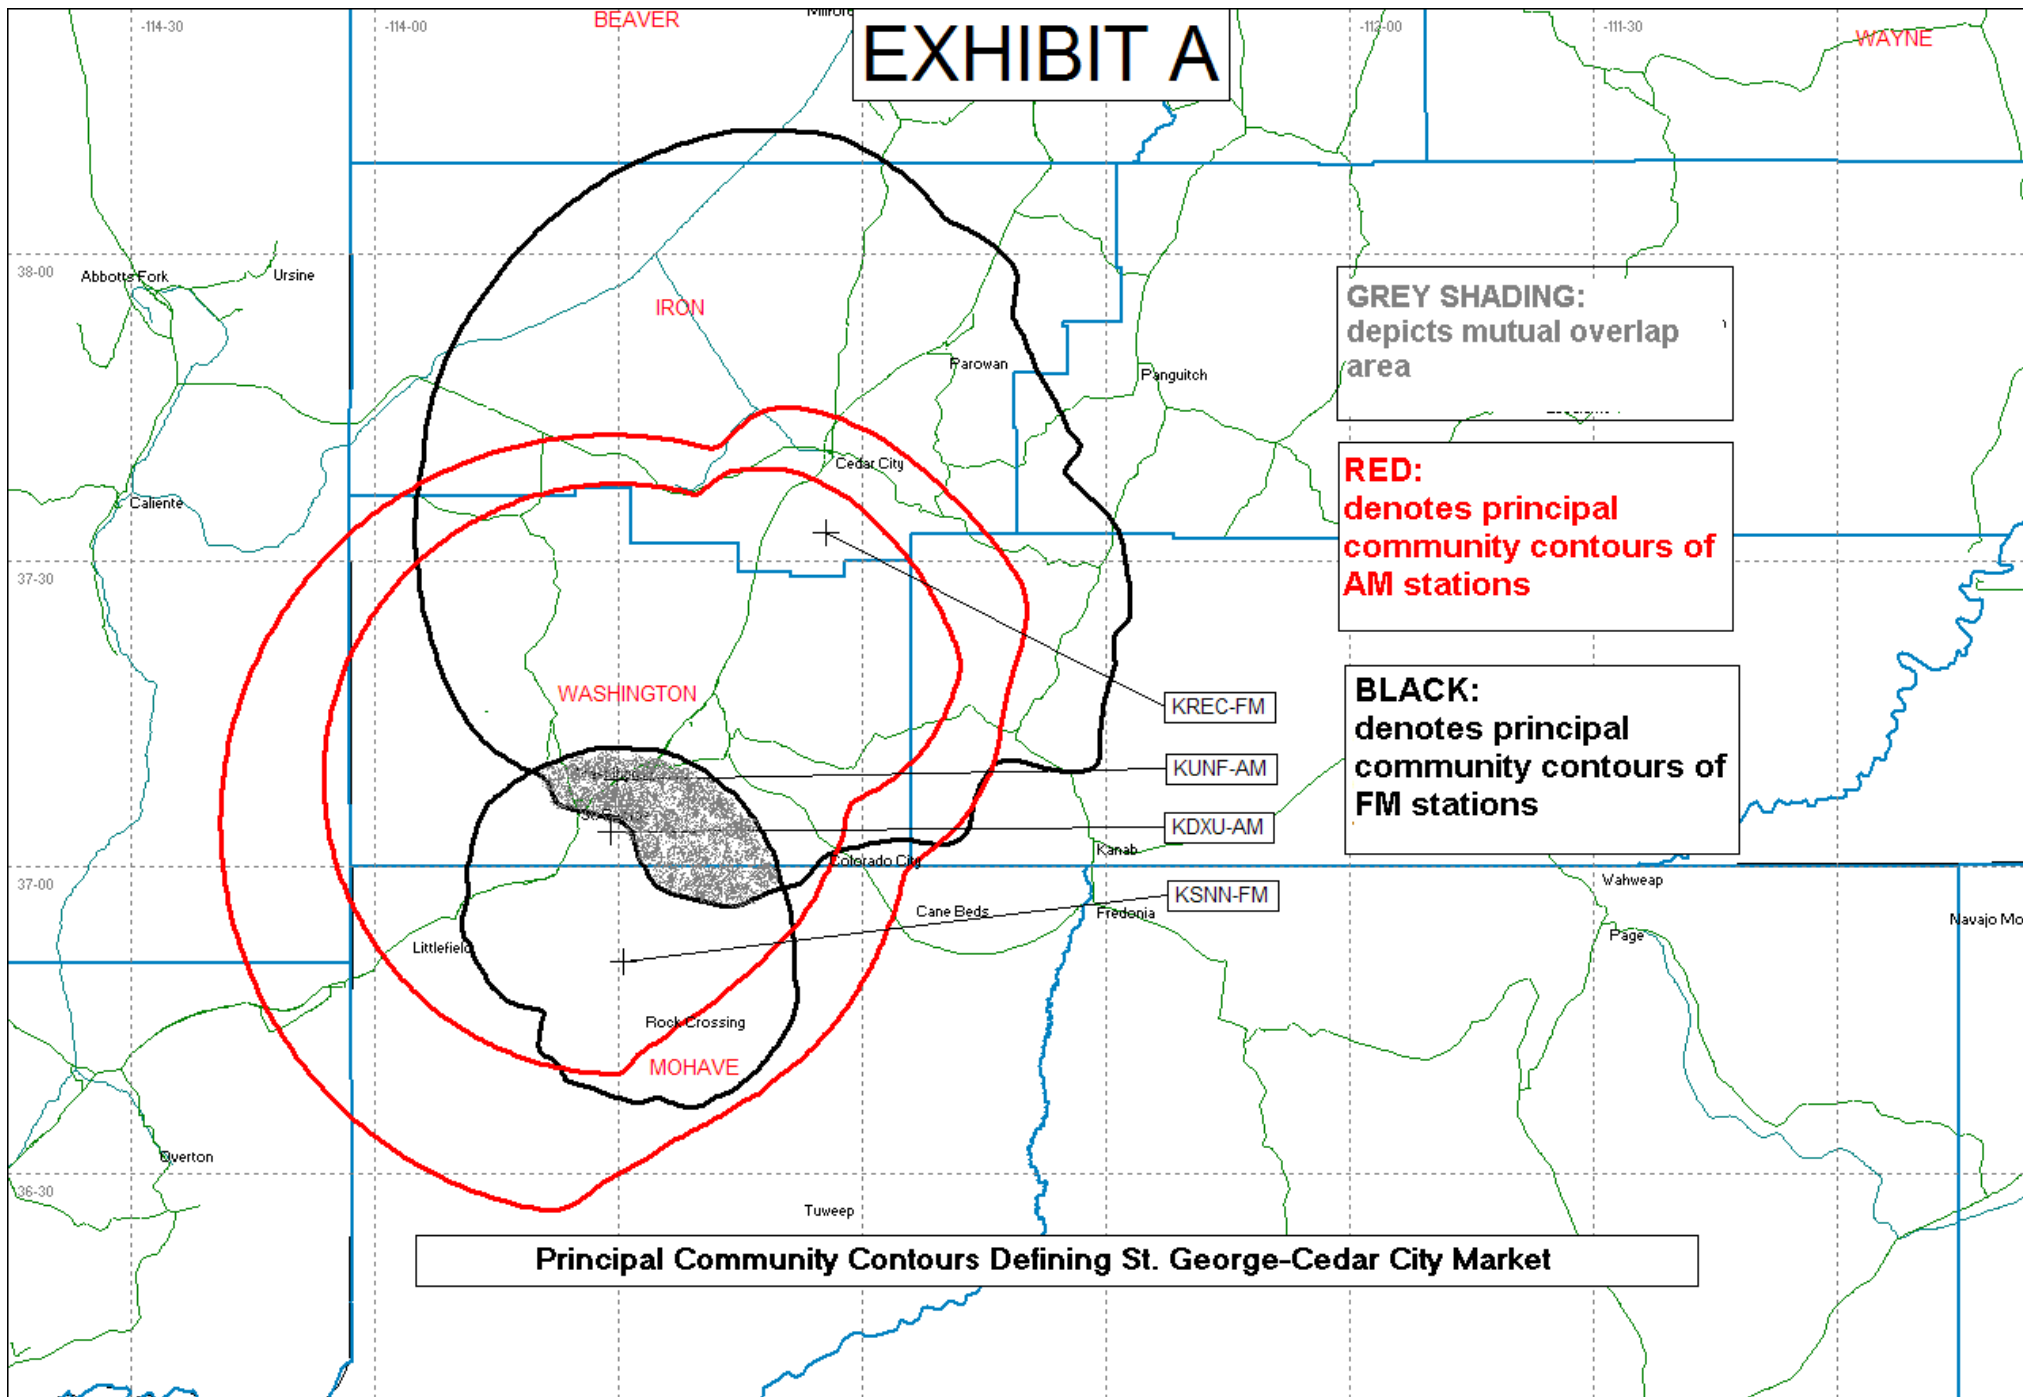 -114-30
-114-00
BEAVER
EXHIBIT A
-112-00
-111-30
WAYNE
38-00
Abbotts Fork
Ursine
IRON
GREY SHADING:
depicts mutual overlap
area
Parowan
Panguitch
Cedar City
RED:
denotes principal
community contours of
AM stations
Caliente
37-30
WASHINGTON
KREC-FM
BLACK:
denotes principal
community contours of
FM stations
KUNF-AM
KDXU-AM
Kanab
Colorado City
37-00
Wahweap
KSNN-FM
Cane Beds
Fredonia
Navajo Mo
Page
Littlefield
Rock Crossing
MOHAVE
Overton
36-30
Tuweep
Principal Community Contours Defining St. George-Cedar City Market